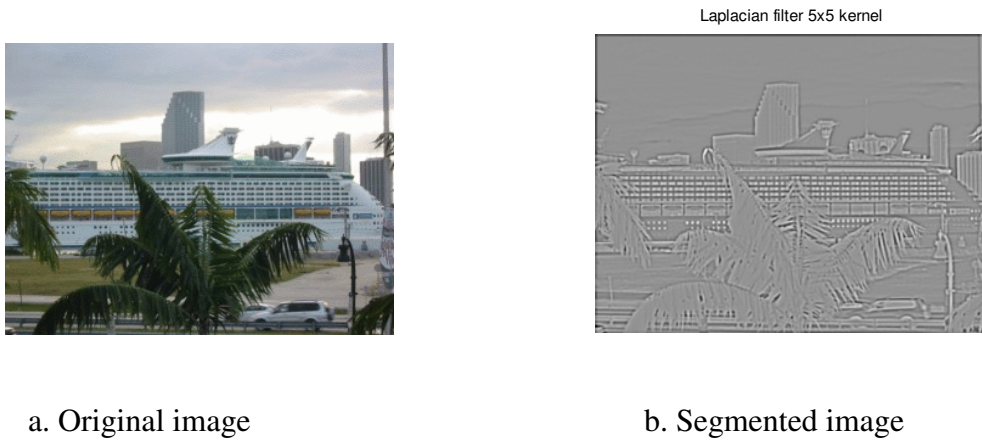 Laplacian filter 5x5 kernel
a. Original image
b. Segmented image